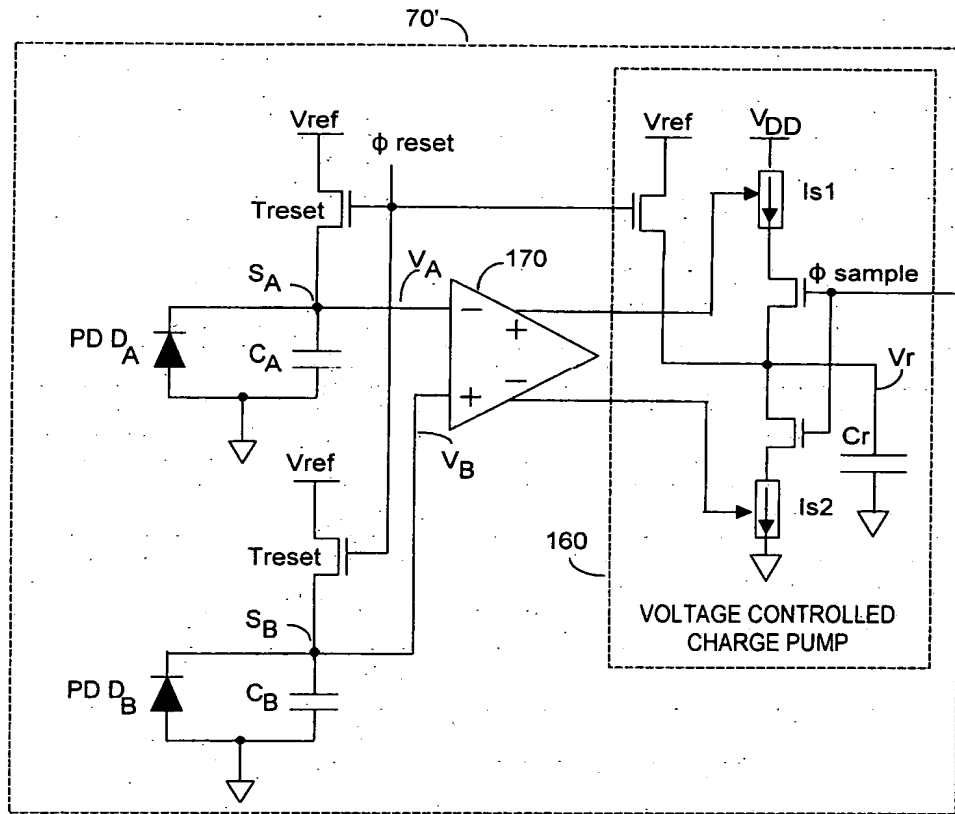 70'
Vref
ϕ reset
Vref
VDD
Is1
Treset
170
VA
SA
ϕ sample
PD DA
CA
−
+
+
−
Vr
Vref
VB
Cr
Is2
Treset
160
SB
VOLTAGE CONTROLLED
CHARGE PUMP
PD DB
CB